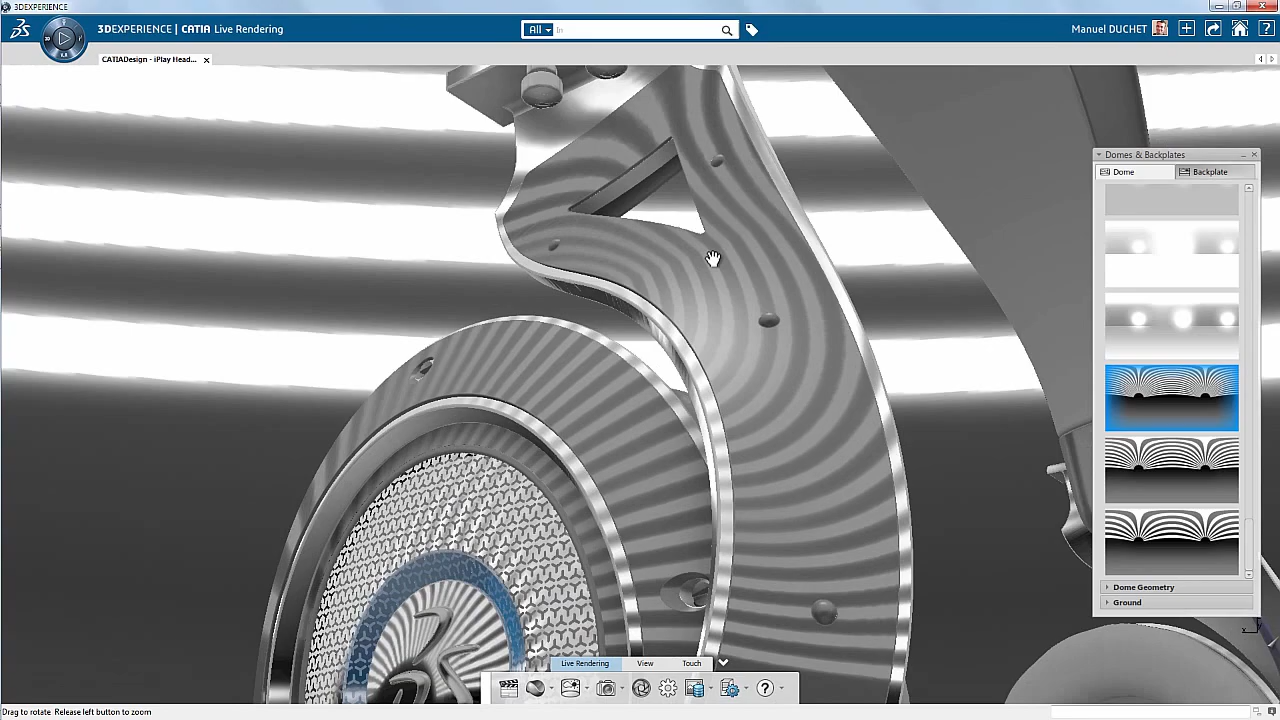 3DEXPERIENCE
3DEXPERIENCE | CATIA Live Rendering
All
in
Manuel DUCHET
CATIADesign - iPlay Head...
Domes & Backplates
Dome
Backplate
Dome Geometry
Ground
Live Rendering
View
Touch
Drag to rotate Release left button to zoom